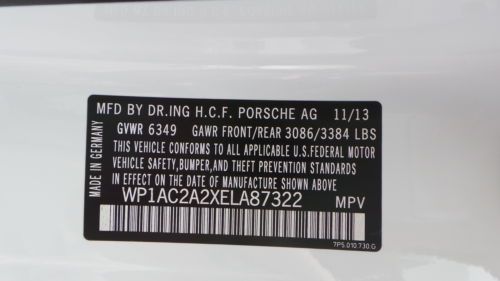 MFD BY DR.ING H.C.F. PORSCHE AG 11/13
GVWR 6349 GAWR FRONT/REAR 3086/3384 LBS
THIS VEHICLE CONFORMS TO ALL APPLICABLE U.S.FEDERAL MOTOR
VEHICLE SAFETY,BUMPER,AND THEFT PREVENTION STANDARDS
IN EFFECT ON THE DATE OF MANUFACTURE SHOWN ABOVE.
WP1AC2A2XELA87322 MPV
7P5.010.730.G
MADE IN GERMANY